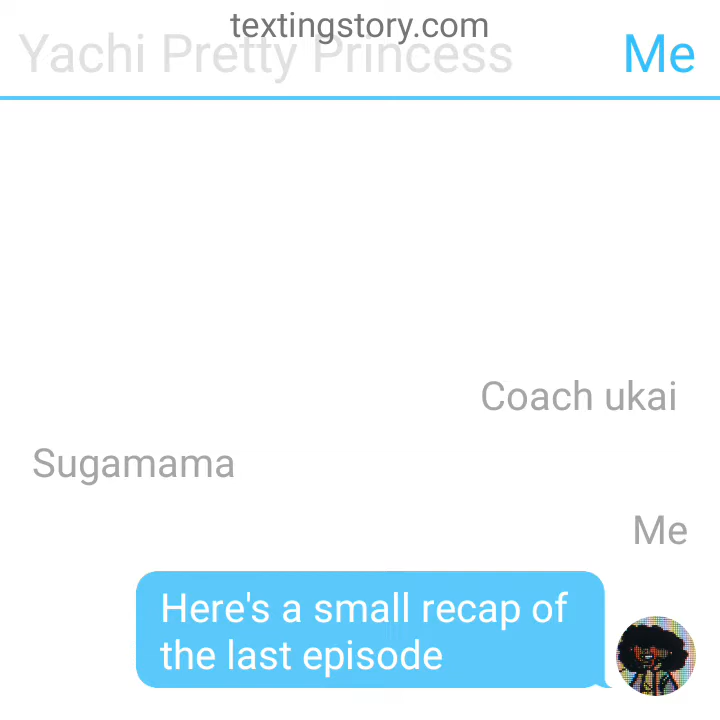 textingstory.com
Yachi Pretty Princess
Me
Coach ukai
Sugamama
Me
Here's a small recap of
the last episode